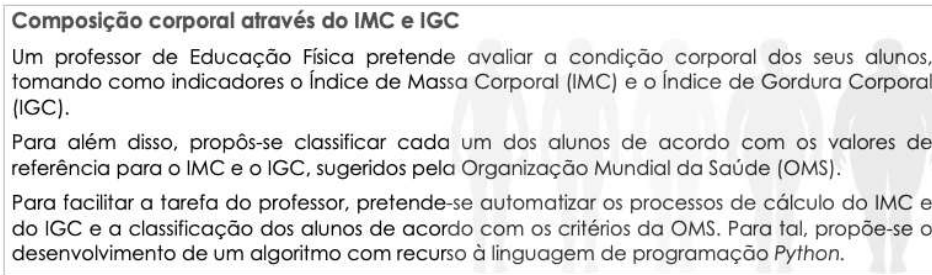 Composição corporal através do IMC e IGC
Um professor de Educação Física pretende avaliar a condição corporal dos seus alunos,
tomando como indicadores o Índice de Massa Corporal (IMC) e o Índice de Gordura Corporal
(IGC).
Para além disso, propôs-se classificar cada um dos alunos de acordo com os valores de
referência para o IMC e o IGC, sugeridos pela Organização Mundial da Saúde (OMS).
Para facilitar a tarefa do professor, pretende-se automatizar os processos de cálculo do IMC e
do IGC e a classificação dos alunos de acordo com os critérios da OMS. Para tal, propõe-se o
desenvolvimento de um algoritmo com recurso à linguagem de programação Python.